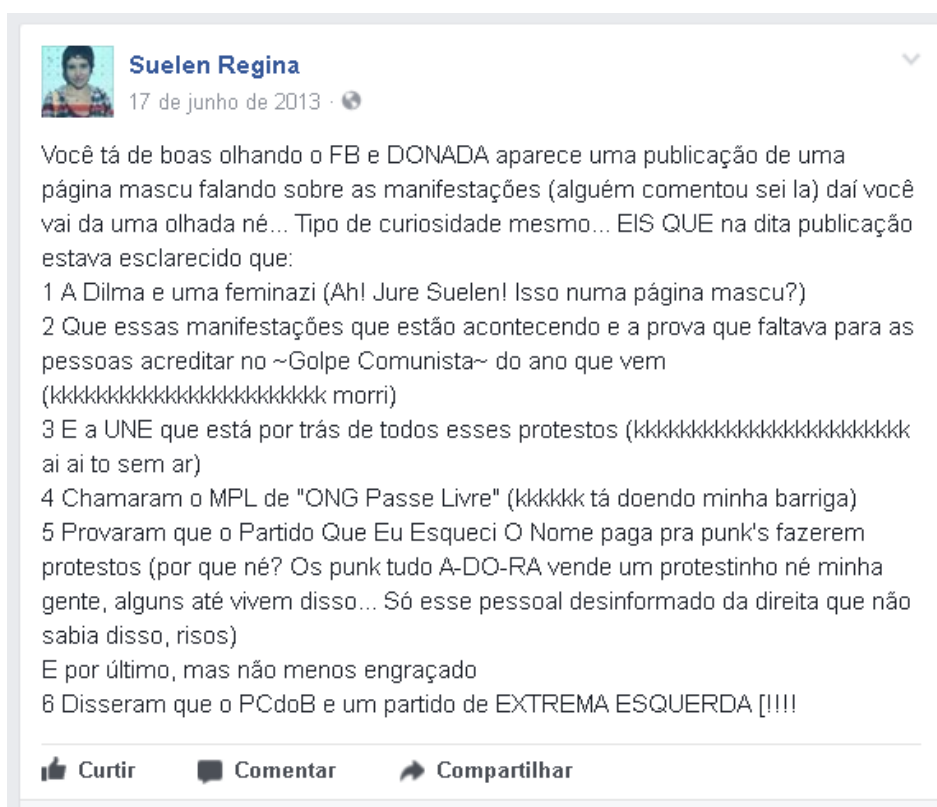 Suelen Regina
17 de junho de 2013 ·
Você tá de boas olhando o FB e DONADA aparece uma publicação de uma
página mascu falando sobre as manifestações (alguém comentou sei la) daí você
vai da uma olhada né... Tipo de curiosidade mesmo... EIS QUE na dita publicação
estava esclarecido que:
1 A Dilma e uma feminazi (Ah! Jure Suelen! Isso numa página mascu?)
2 Que essas manifestações que estão acontecendo e a prova que faltava para as
pessoas acreditar no ~Golpe Comunista~ do ano que vem
(kkkkkkkkkkkkkkkkkkkkkkkk morri)
3 E a UNE que está por trás de todos esses protestos (kkkkkkkkkkkkkkkkkkkkkkkk
ai ai to sem ar)
4 Chamaram o MPL de "ONG Passe Livre" (kkkkkk tá doendo minha barriga)
5 Provaram que o Partido Que Eu Esqueci O Nome paga pra punk's fazerem
protestos (por que né? Os punk tudo A-DO-RA vende um protestinho né minha
gente, alguns até vivem disso... Só esse pessoal desinformado da direita que não
sabia disso, risos)
E por último, mas não menos engraçado
6 Disseram que o PCdoB e um partido de EXTREMA ESQUERDA [!!!!
Curtir Comentar Compartilhar